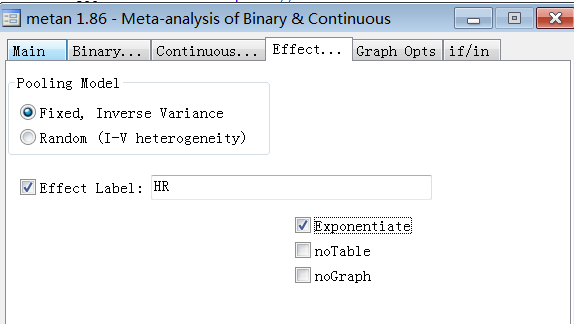 metan 1.86 - Meta-analysis of Binary & Continuous
Main Binary... Continuous... Effect... Graph Opts if/in
Pooling Model
Fixed, Inverse Variance
Random (I-V heterogeneity)
Effect Label: HR
Exponentiate
noTable
noGraph